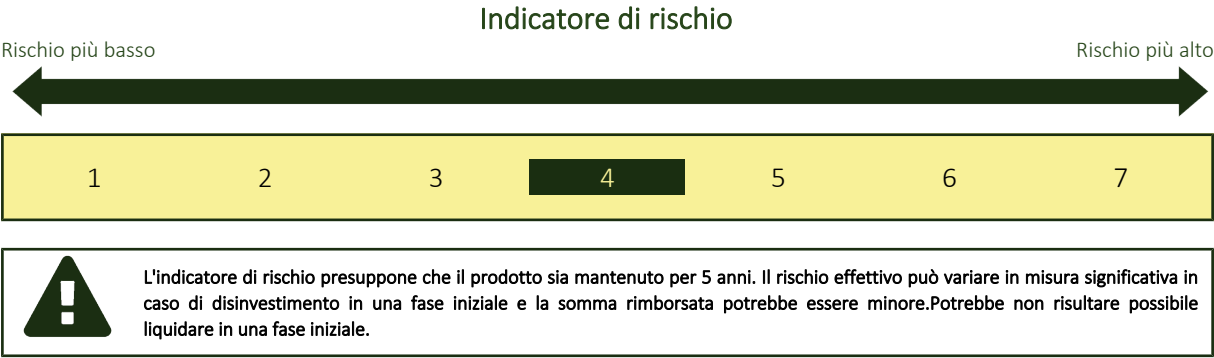 Indicatore di rischio
Rischio più basso
Rischio più alto
1 2 3 4 5 6 7
L'indicatore di rischio presuppone che il prodotto sia mantenuto per 5 anni. Il rischio effettivo può variare in misura significativa in
caso di disinvestimento in una fase iniziale e la somma rimborsata potrebbe essere minore.Potrebbe non risultare possibile
liquidare in una fase iniziale.